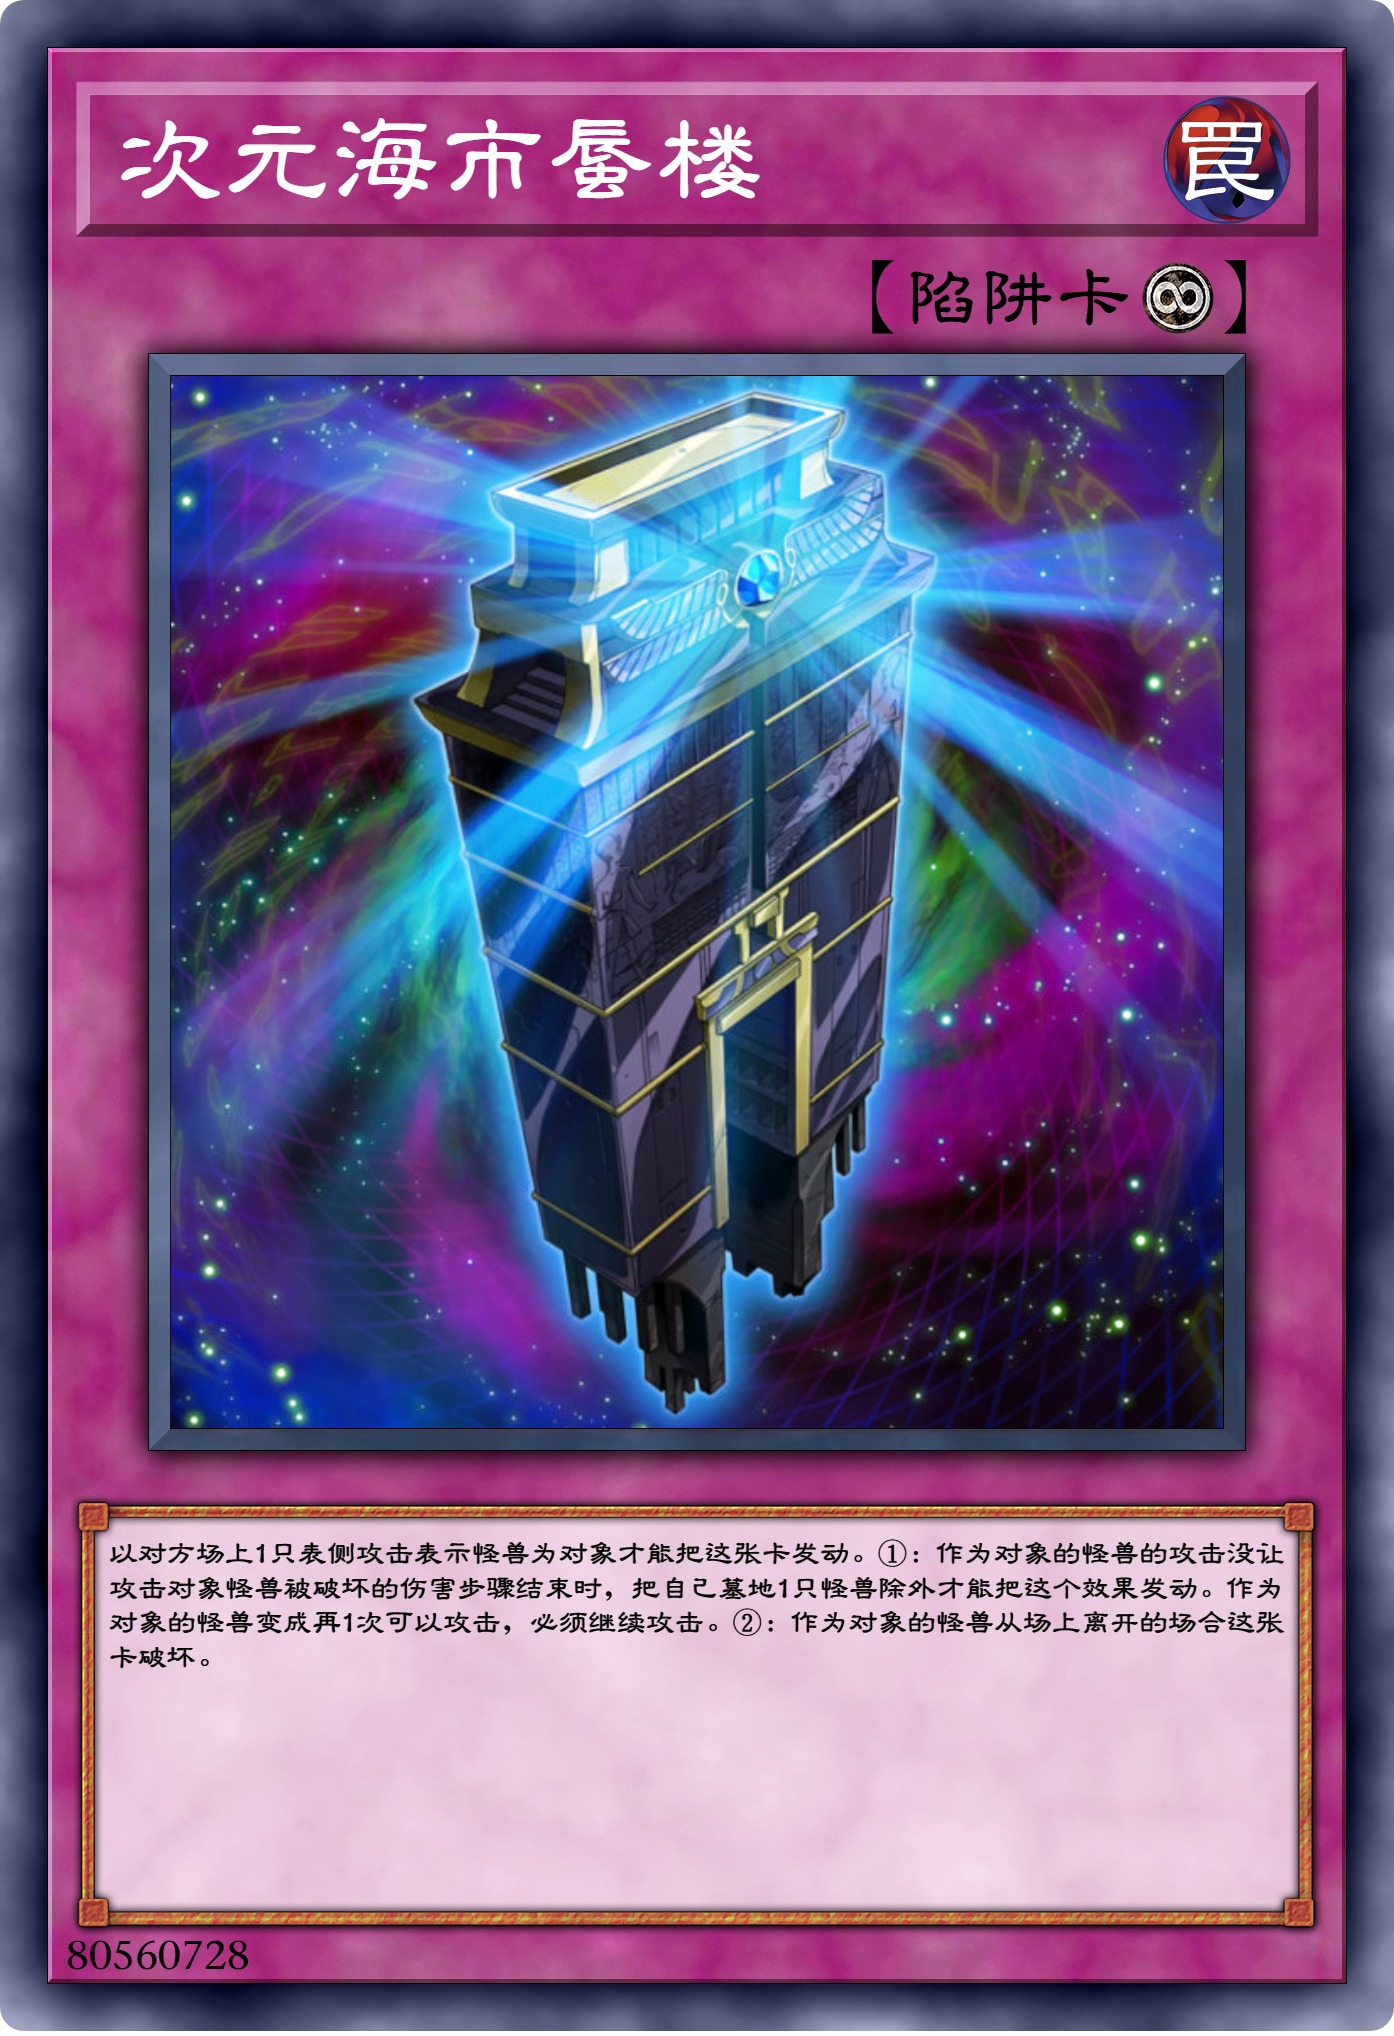 次元海市蜃楼
罠
【陷阱卡】
以对方场上1只表侧攻击表示怪兽为对象才能把这张卡发动。①：作为对象的怪兽的攻击没让
攻击对象怪兽被破坏的伤害步骤结束时，把自己墓地1只怪兽除外才能把这个效果发动。作为
对象的怪兽变成再1次可以攻击，必须继续攻击。②：作为对象的怪兽从场上离开的场合这张
卡破坏。
80560728